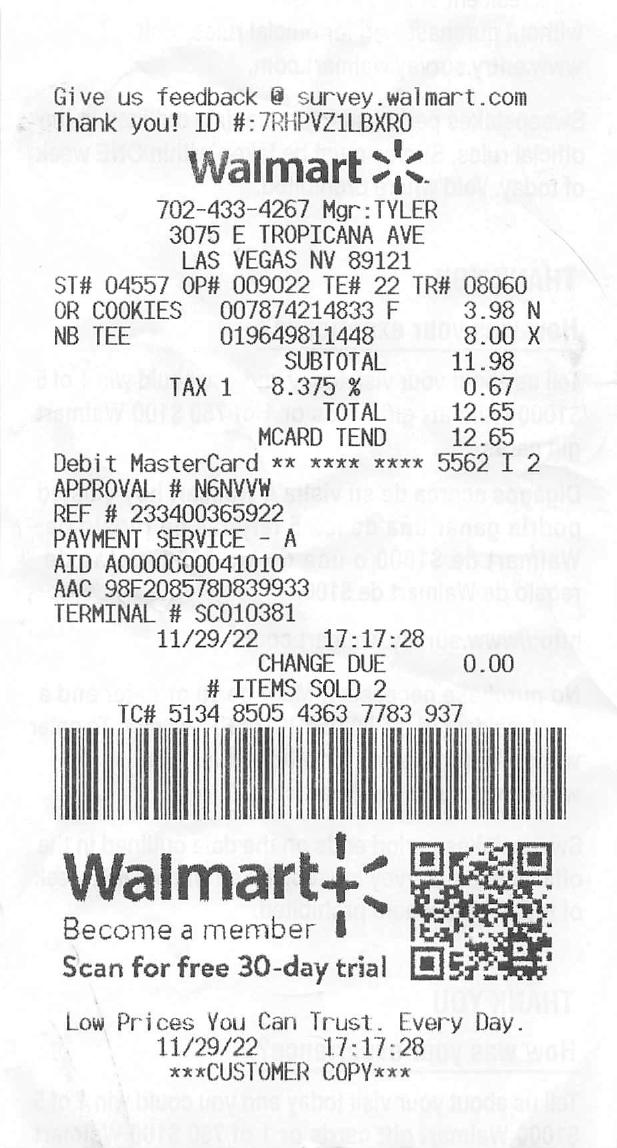 Give us feedback @ survey.walmart.com
Thank you! ID #:7RHPVZ1LBXRO
Walmart
702-433-4267 Mgr:TYLER
3075 E TROPICANA AVE
LAS VEGAS NV 89121
ST# 04557 OP# 009022 TE# 22 TR# 08060
OR COOKIES 007874214833 F 3.98 N
NB TEE 019649811448 8.00 X
SUBTOTAL 11.98
TAX 1 8.375 % 0.67
TOTAL 12.65
MCARD TEND 12.65
Debit MasterCard ** **** **** 5562 I 2
APPROVAL # N6NVVW
REF # 233400365922
PAYMENT SERVICE - A
AID A0000000041010
AAC 98E208578D839933
TERMINAL # SC010381
11/29/22 17:17:28
CHANGE DUE 0.00
# ITEMS SOLD 2
TC# 5134 8505 4363 7783 937
Walmart+
Become a member
Scan for free 30-day trial
Low Prices You Can Trust. Every Day.
11/29/22 17:17:28
***CUSTOMER COPY***